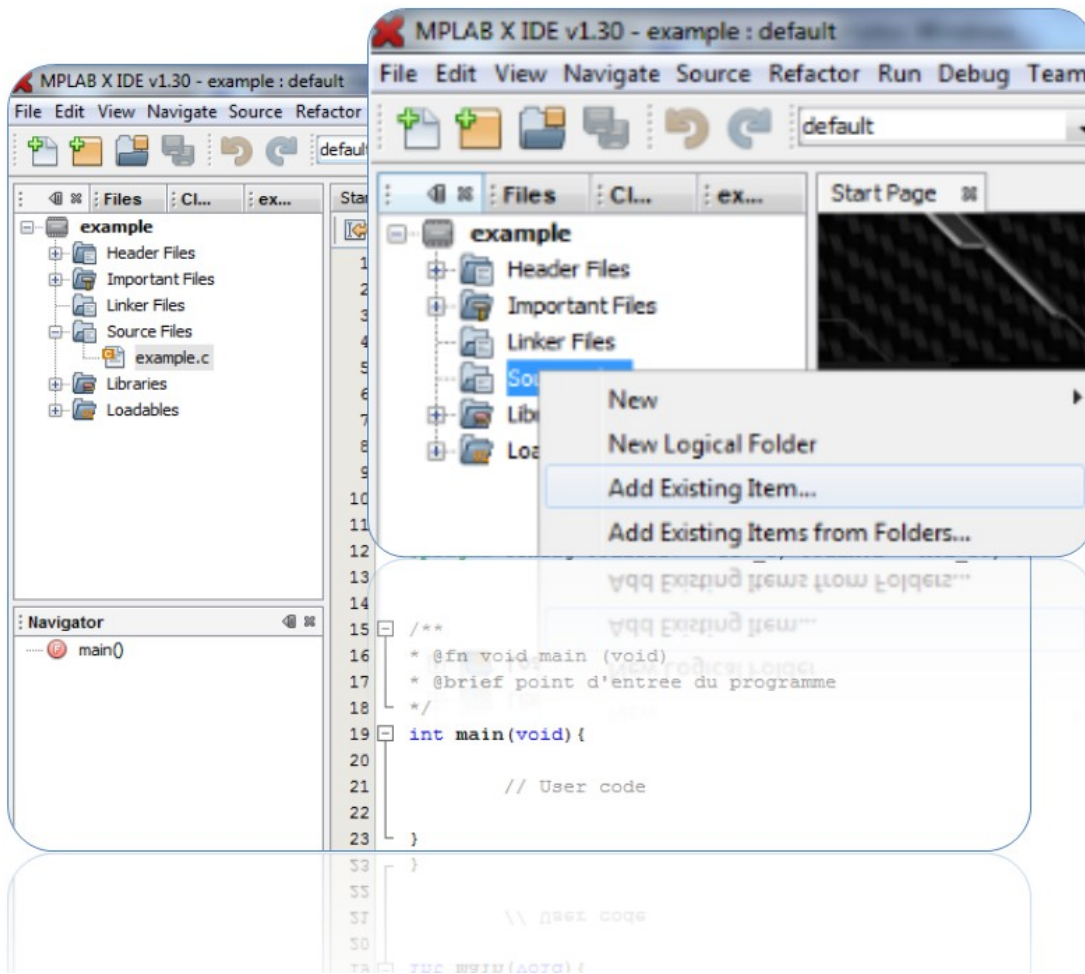 MPLAB X IDE v1.30 - example : default
File Edit View Navigate Source Refactor Run Debug Team
default
Files Cl... ex... Start Page
example
Header Files
Important Files
Linker Files
Sou
Lib
Loa
New
New Logical Folder
Add Existing Item...
Add Existing Items from Folders...
MPLAB X IDE v1.30 - example : default
File Edit View Navigate Source Refactor
defaul
Files Cl... ex... Star
example
Header Files
Important Files
Linker Files
Source Files
example.c
Libraries
Loadables
Navigator
main()
1
2
3
4
5
6
7
8
9
10
11
12
13
14
15 /**
16 * @fn void main (void)
17 * @brief point d'entree du programme
18 */
19 int main(void){
20
21 // User code
22
23 }